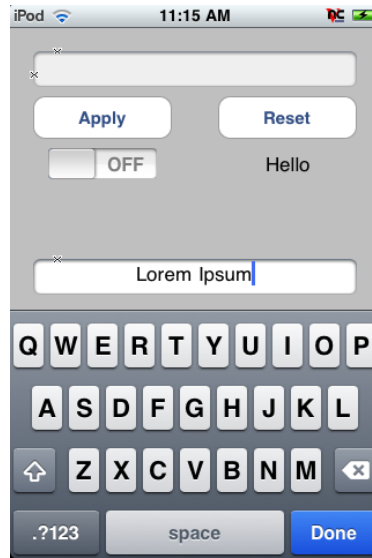 iPod 11:15 AM
Apply Reset
OFF Hello
Lorem Ipsum
Q W E R T Y U I O P
A S D F G H J K L
Z X C V B N M
.?123 space Done